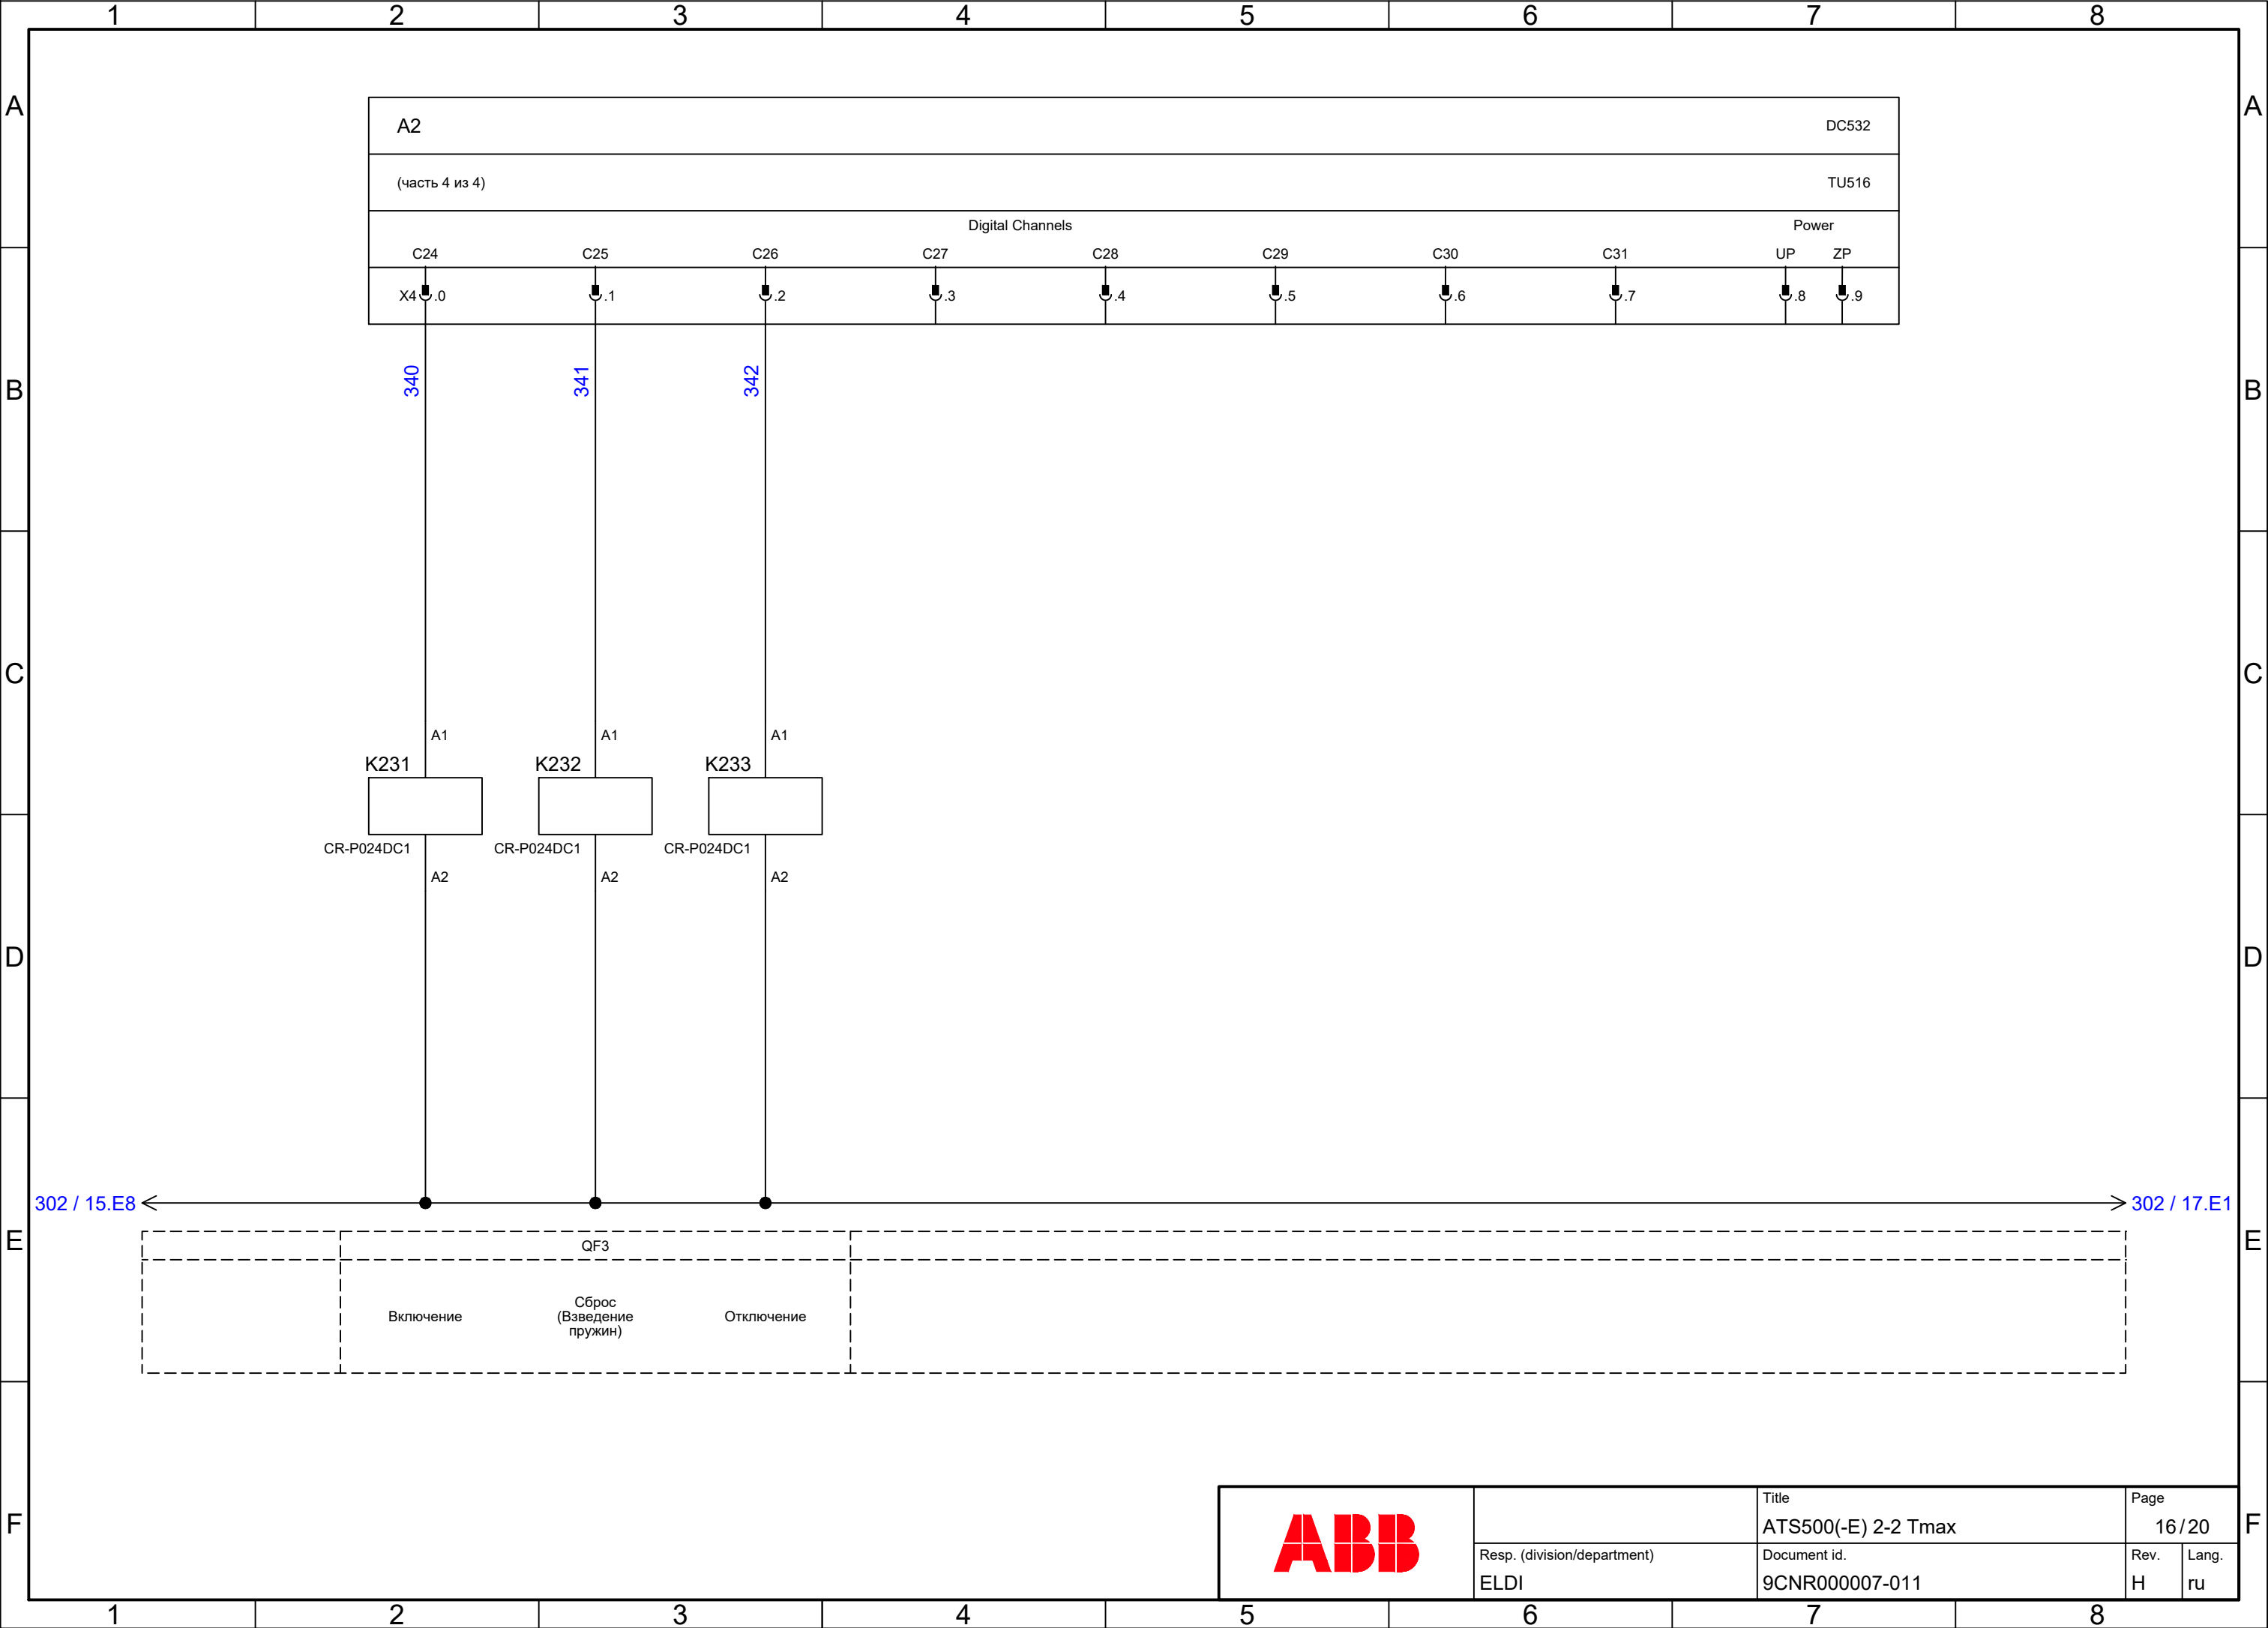 1 2 3 4 5 6 7 8
A A
A2 DC532
(часть 4 из 4) TU516
Digital Channels Power
C24 C25 C26 C27 C28 C29 C30 C31 UP ZP
X4 .0 .1 .2 .3 .4 .5 .6 .7 .8 .9
340 341 342
B B
C C
A1 A1 A1
K231 K232 K233
CR-P024DC1 CR-P024DC1 CR-P024DC1
A2 A2 A2
D D
302 / 15.E8 302 / 17.E1
E E
QF3
Включение
Сброс
(Взведение
пружин)
Отключение
F F
ABB
Title
ATS500(-E) 2-2 Tmax
Page
16/20
Resp. (division/department)
ELDI
Document id.
9CNR000007-011
Rev.
H
Lang.
ru
1 2 3 4 5 6 7 8